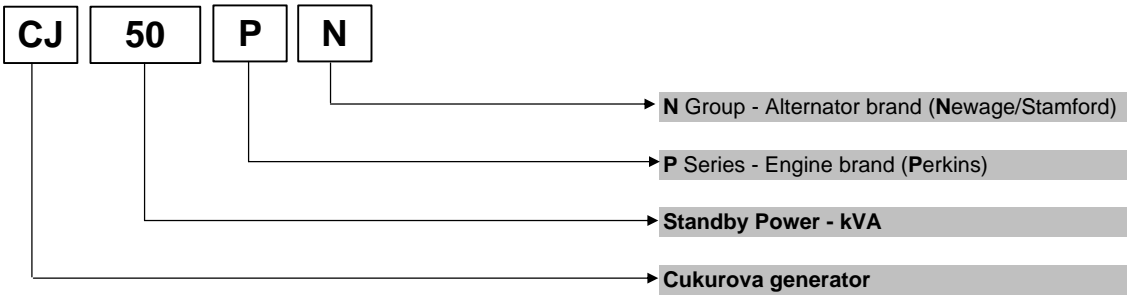 CJ 50 P N
N Group - Alternator brand (Newage/Stamford)
P Series - Engine brand (Perkins)
Standby Power - kVA
Cukurova generator